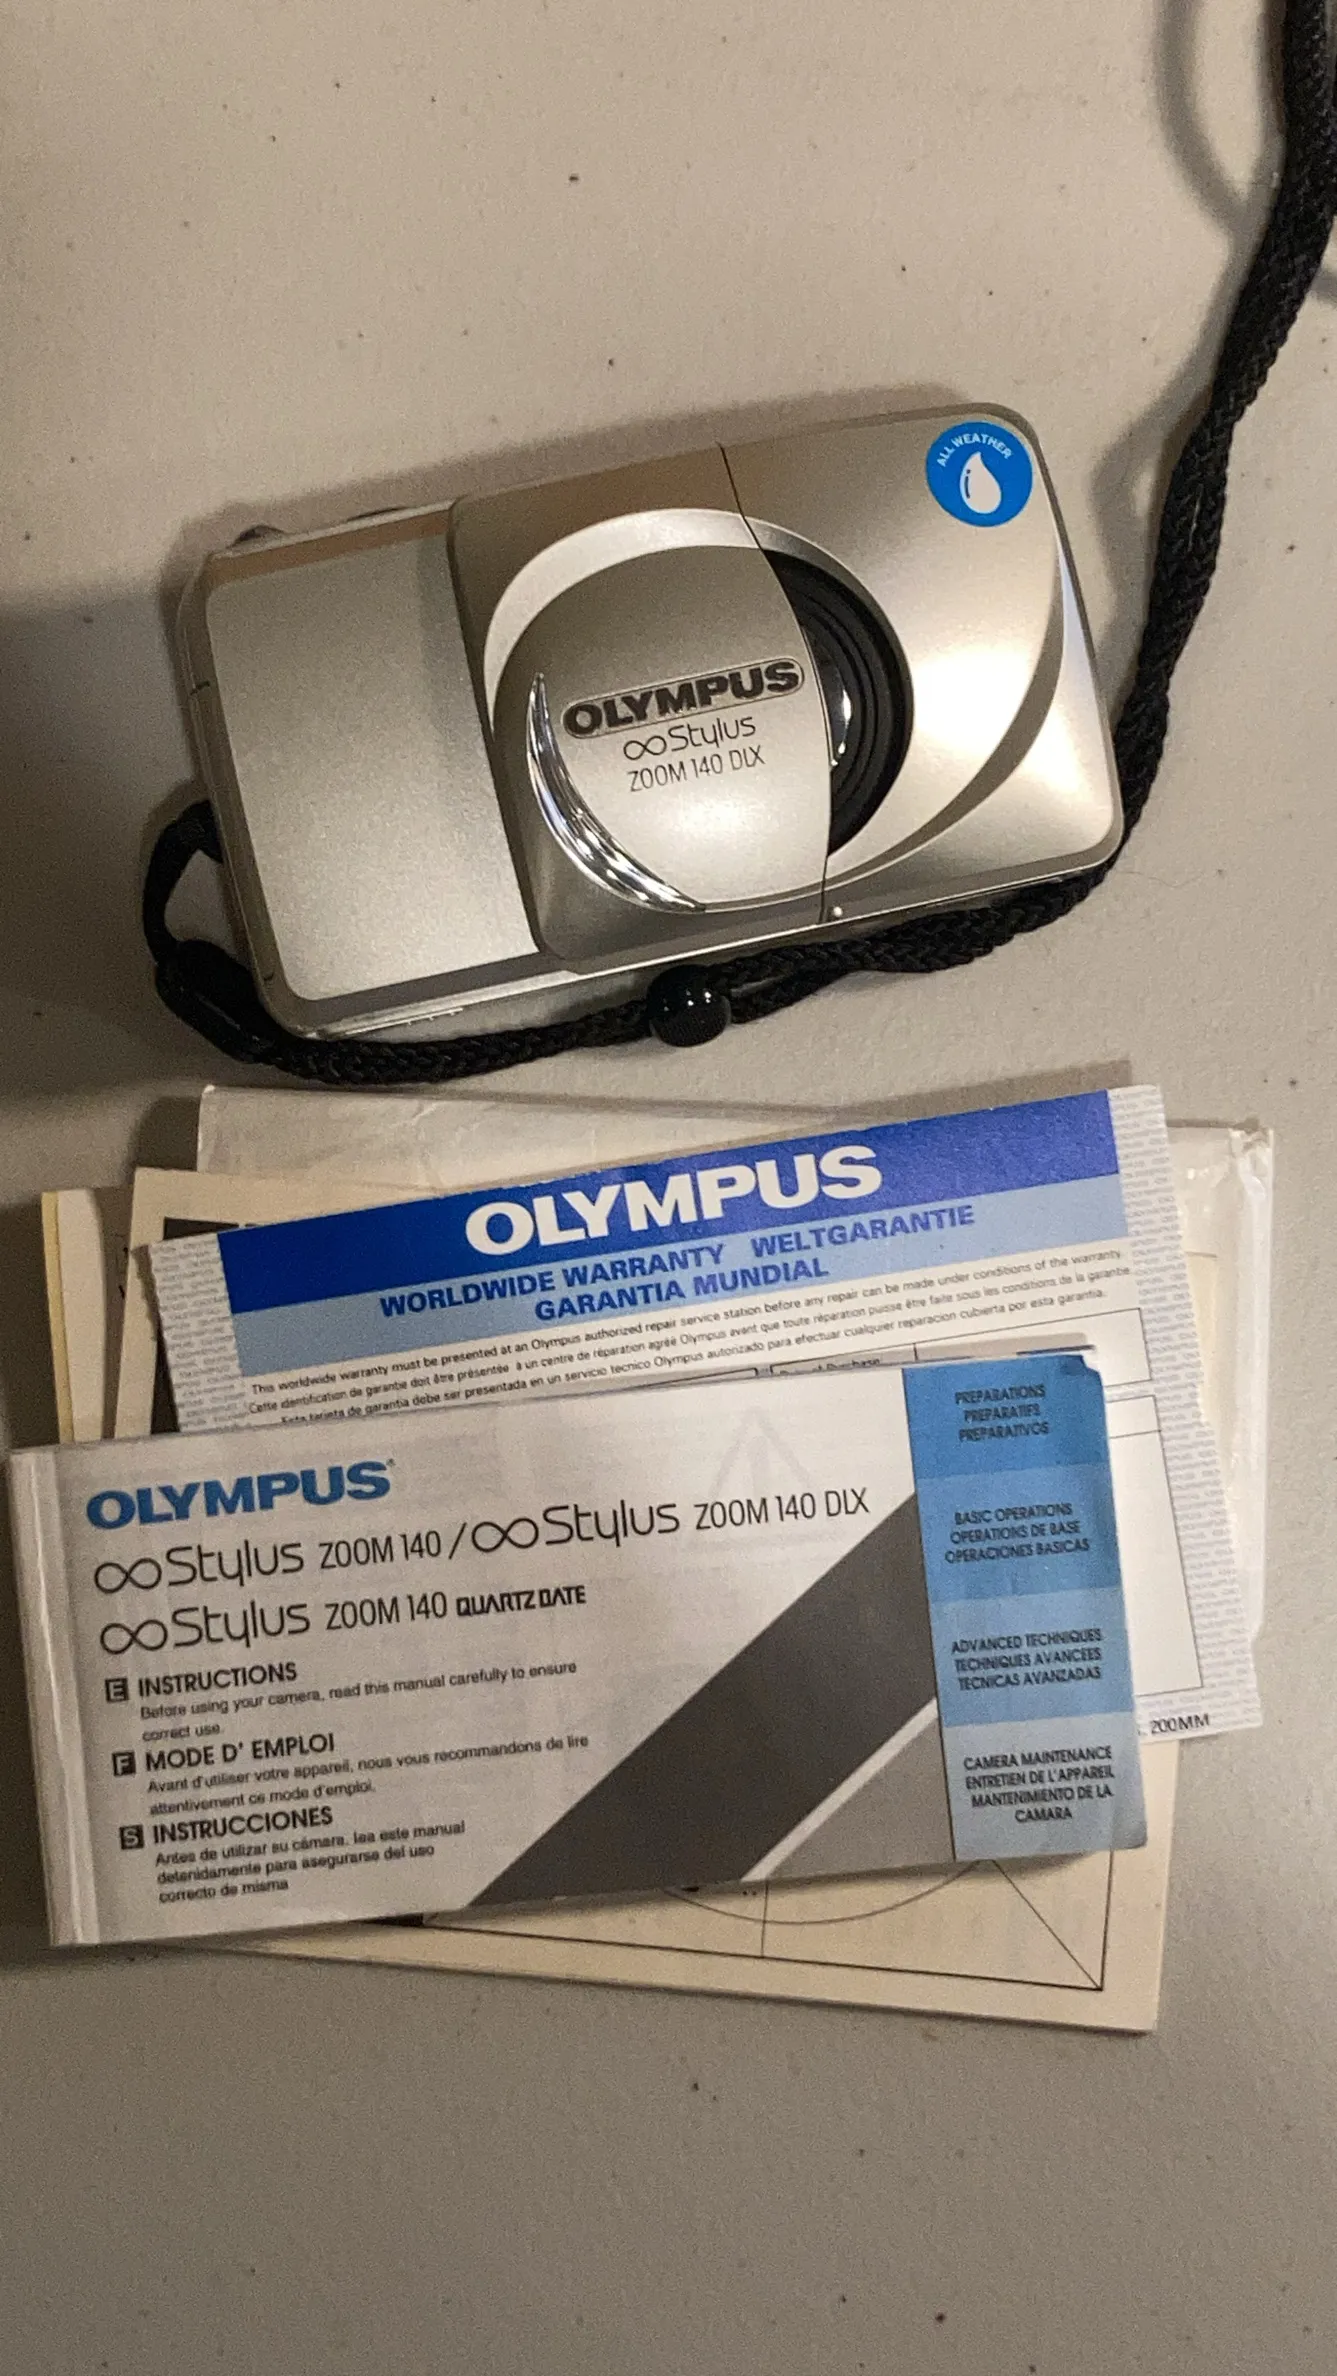 ALL WEATHER
OLYMPUS
∞Stylus
ZOOM 140 DLX
OLYMPUS
WORLDWIDE WARRANTY WELTGARANTIE
GARANTIA MUNDIAL
This worldwide warranty must be presented at an Olympus authorized repair service station before any repair can be made under conditions of the warranty.
Cette identification de garantie doit être présentée à un centre de réparation agréé Olympus avant que toute réparation puisse être faite sous les conditions de la garantie.
Esta tarjeta de garantia debe ser presentada en un servicio tecnico Olympus autorizado para efectuar cualquier reparacion cubierta por esta garantia.
OLYMPUS
∞Stylus ZOOM 140 / ∞Stylus ZOOM 140 DLX
∞Stylus ZOOM 140 QUARTZ DATE
E INSTRUCTIONS
Before using your camera, read this manual carefully to ensure
correct use.
F MODE D' EMPLOI
Avant d'utiliser votre appareil, nous vous recommandons de lire
attentivement ce mode d'emploi.
S INSTRUCCIONES
Antes de utilizar su cámara, lea este manual
detenidamente para asegurarse del uso
correcto de misma
PREPARATIONS
PREPARATIFS
PREPARATIVOS
BASIC OPERATIONS
OPERATIONS DE BASE
OPERACIONES BASICAS
ADVANCED TECHNIQUES
TECHNIQUES AVANCEES
TECNICAS AVANZADAS
CAMERA MAINTENANCE
ENTRETIEN DE L'APPAREIL
MANTENIMIENTO DE LA
CAMARA
200MM